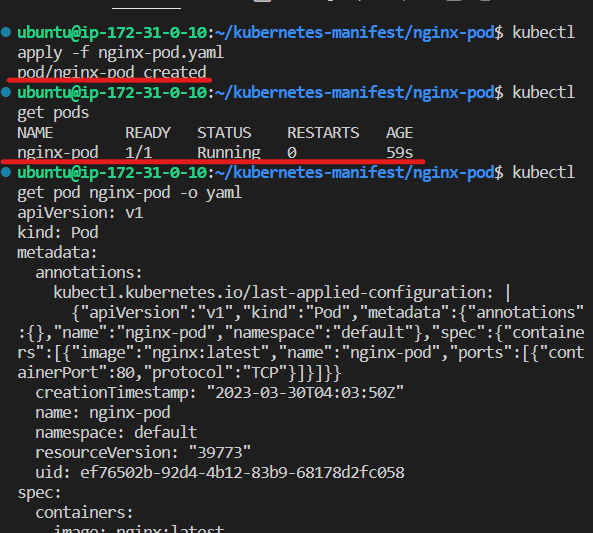 ubuntu@ip-172-31-0-10:~/kubernetes-manifest/nginx-pod$ kubectl
apply -f nginx-pod.yaml
pod/nginx-pod created
ubuntu@ip-172-31-0-10:~/kubernetes-manifest/nginx-pod$ kubectl
get pods
NAME        READY   STATUS    RESTARTS   AGE
nginx-pod   1/1     Running   0          59s
ubuntu@ip-172-31-0-10:~/kubernetes-manifest/nginx-pod$ kubectl
get pod nginx-pod -o yaml
apiVersion: v1
kind: Pod
metadata:
  annotations:
    kubectl.kubernetes.io/last-applied-configuration: |
      {"apiVersion":"v1","kind":"Pod","metadata":{"annotations"
:{},"name":"nginx-pod","namespace":"default"},"spec":{"containe
rs":[{"image":"nginx:latest","name":"nginx-pod","ports":[{"cont
ainerPort":80,"protocol":"TCP"}]}]}}
  creationTimestamp: "2023-03-30T04:03:50Z"
  name: nginx-pod
  namespace: default
  resourceVersion: "39773"
  uid: ef76502b-92d4-4b12-83b9-68178d2fc058
spec:
  containers:
    image: nginx:latest